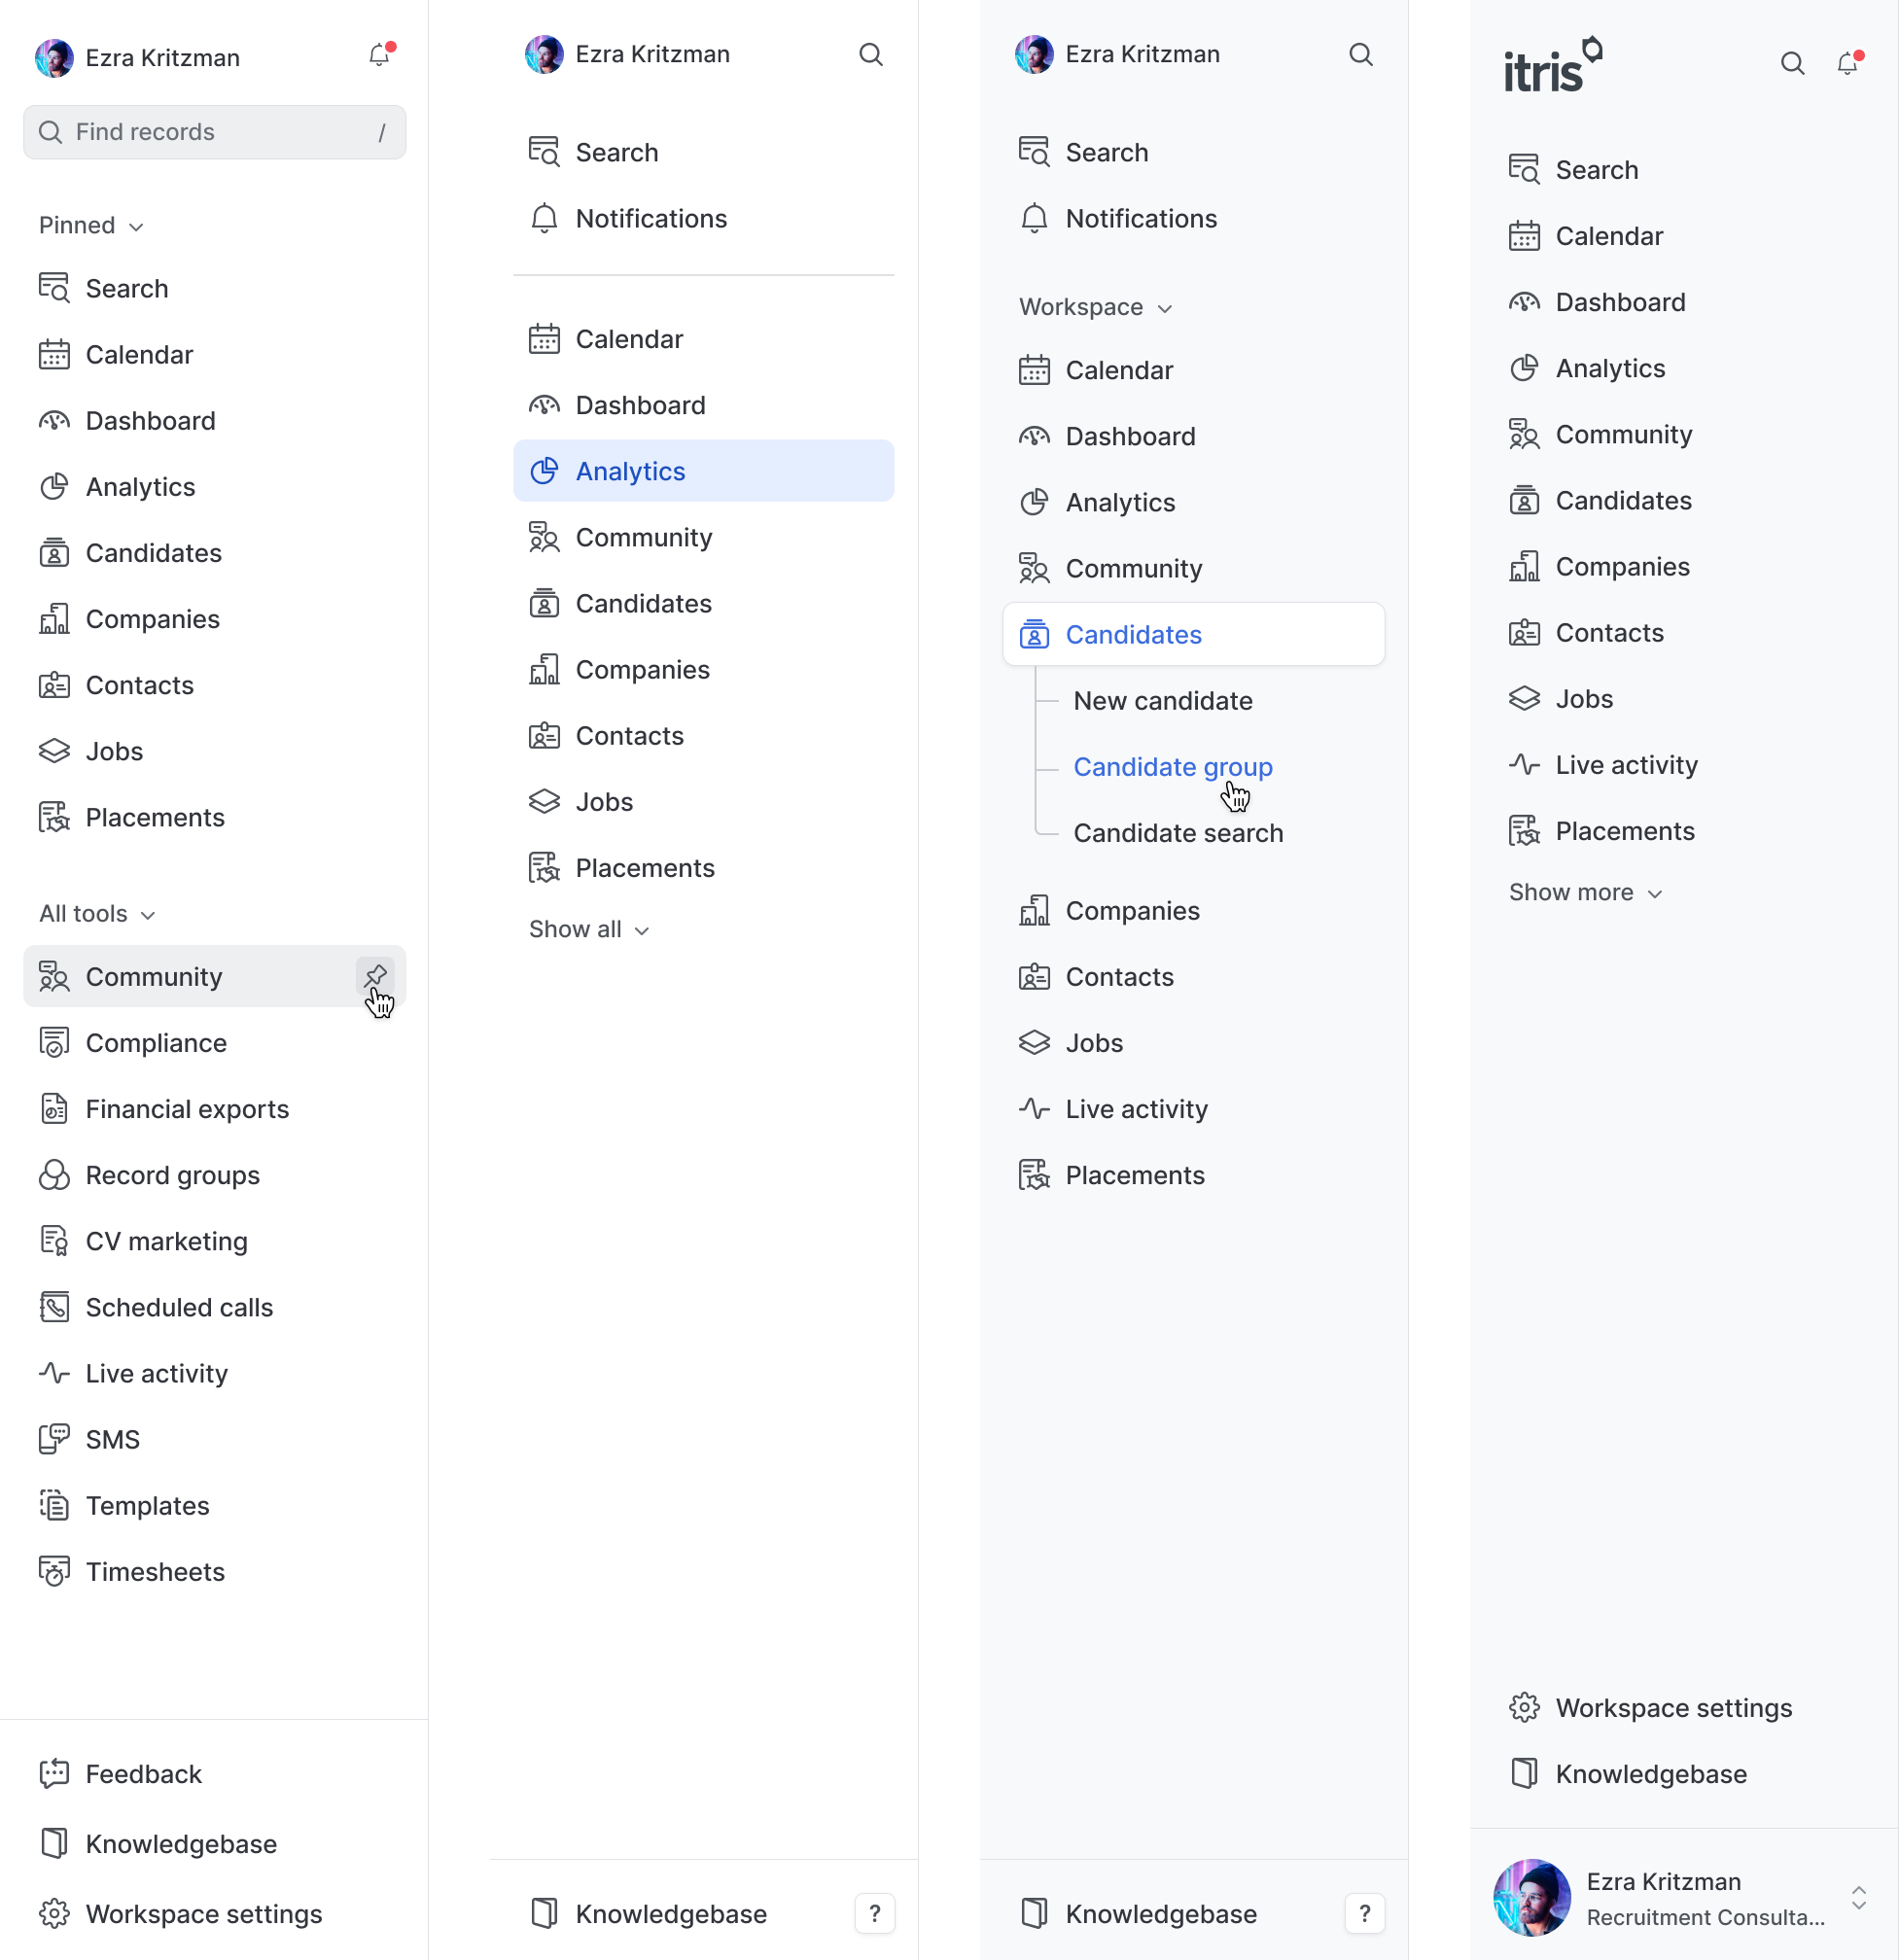 Ezra Kritzman
Find records /
Pinned
Search
Calendar
Dashboard
Analytics
Candidates
Companies
Contacts
Jobs
Placements
All tools
Community
Compliance
Financial exports
Record groups
CV marketing
Scheduled calls
Live activity
SMS
Templates
Timesheets
Feedback
Knowledgebase
Workspace settings
Ezra Kritzman
Search
Notifications
Calendar
Dashboard
Analytics
Community
Candidates
Companies
Contacts
Jobs
Placements
Show all
Knowledgebase ?
Ezra Kritzman
Search
Notifications
Workspace
Calendar
Dashboard
Analytics
Community
Candidates
New candidate
Candidate group
Candidate search
Companies
Contacts
Jobs
Live activity
Placements
Knowledgebase ?
itris
Search
Calendar
Dashboard
Analytics
Community
Candidates
Companies
Contacts
Jobs
Live activity
Placements
Show more
Workspace settings
Knowledgebase
Ezra Kritzman
Recruitment Consulta...